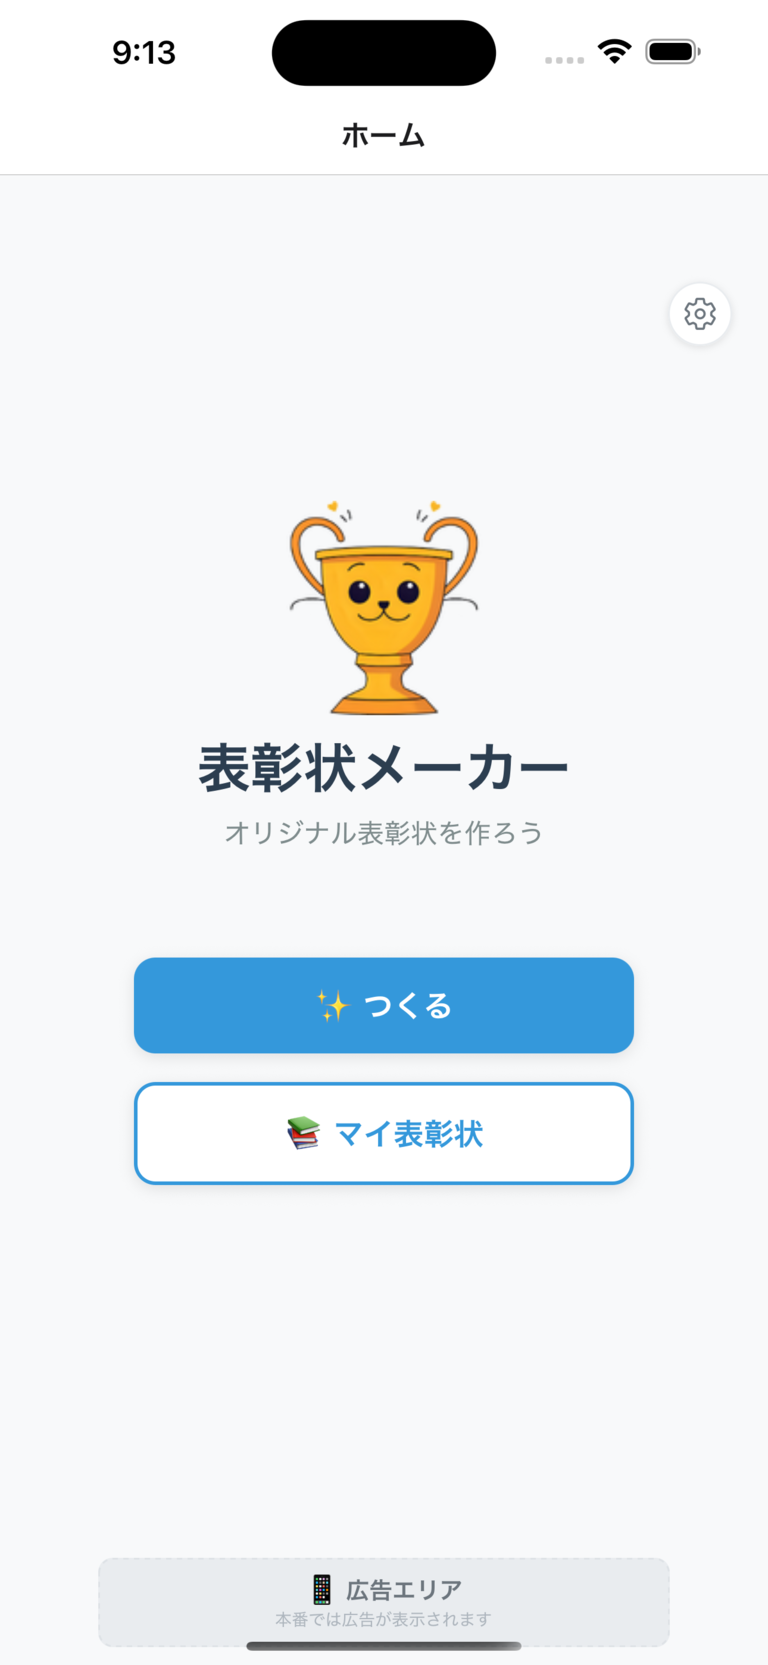 9:13
ホーム
表彰状メーカー
オリジナル表彰状を作ろう
✨ つくる
📚 マイ表彰状
📱 広告エリア
本番では広告が表示されます